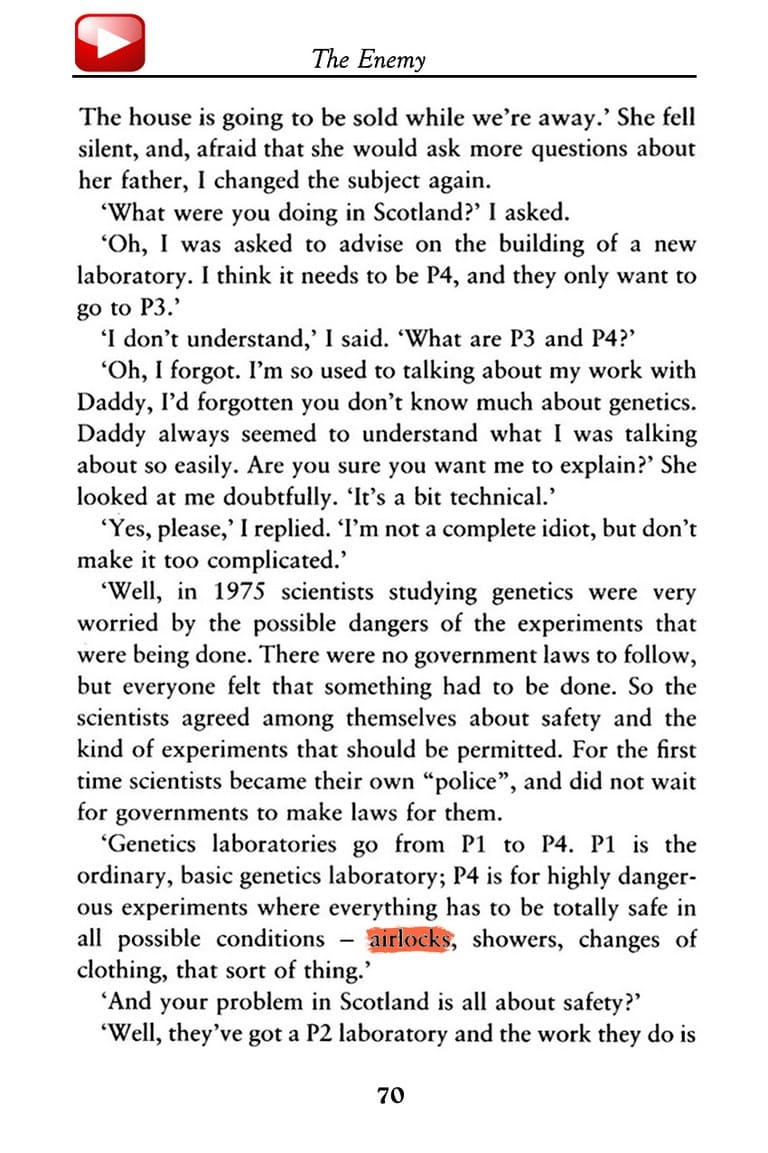 The Enemy
The house is going to be sold while we’re away.’ She fell
silent, and, afraid that she would ask more questions about
her father, I changed the subject again.
‘What were you doing in Scotland?’ I asked.
‘Oh, I was asked to advise on the building of a new
laboratory. I think it needs to be P4, and they only want to
go to P3.’
‘I don’t understand,’ I said. ‘What are P3 and P4?’
‘Oh, I forgot. I’m so used to talking about my work with
Daddy, I’d forgotten you don’t know much about genetics.
Daddy always seemed to understand what I was talking
about so easily. Are you sure you want me to explain?’ She
looked at me doubtfully. ‘It’s a bit technical.’
‘Yes, please,’ I replied. ‘I’m not a complete idiot, but don’t
make it too complicated.’
‘Well, in 1975 scientists studying genetics were very
worried by the possible dangers of the experiments that
were being done. There were no government laws to follow,
but everyone felt that something had to be done. So the
scientists agreed among themselves about safety and the
kind of experiments that should be permitted. For the first
time scientists became their own “police”, and did not wait
for governments to make laws for them.
‘Genetics laboratories go from P1 to P4. P1 is the
ordinary, basic genetics laboratory; P4 is for highly danger-
ous experiments where everything has to be totally safe in
all possible conditions – airlocks, showers, changes of
clothing, that sort of thing.’
‘And your problem in Scotland is all about safety?’
‘Well, they’ve got a P2 laboratory and the work they do is
70